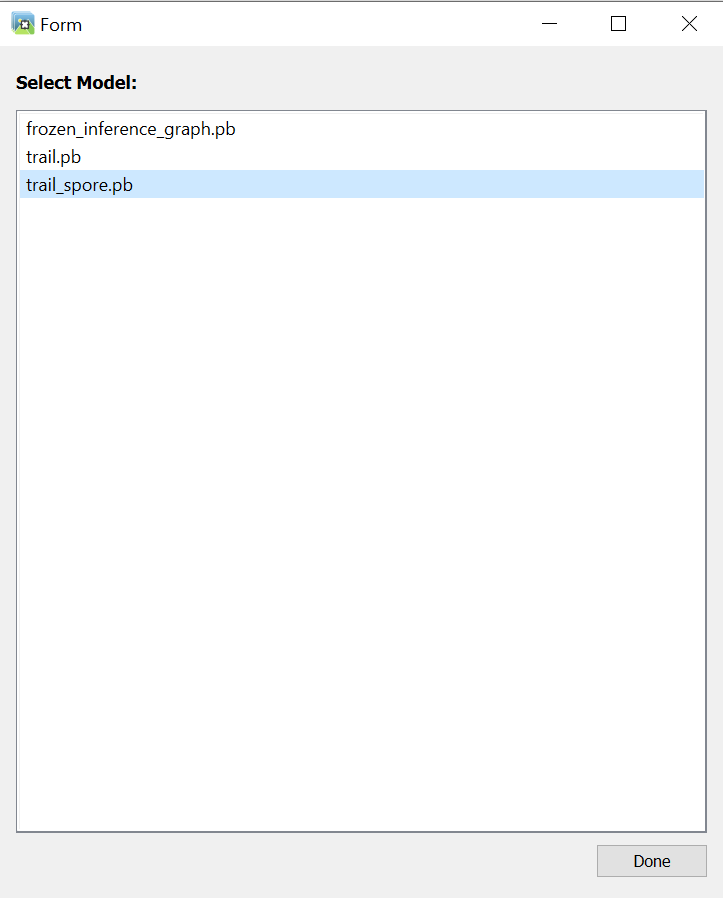 Form
Select Model:
frozen_inference_graph.pb
trail.pb
trail_spore.pb
Done